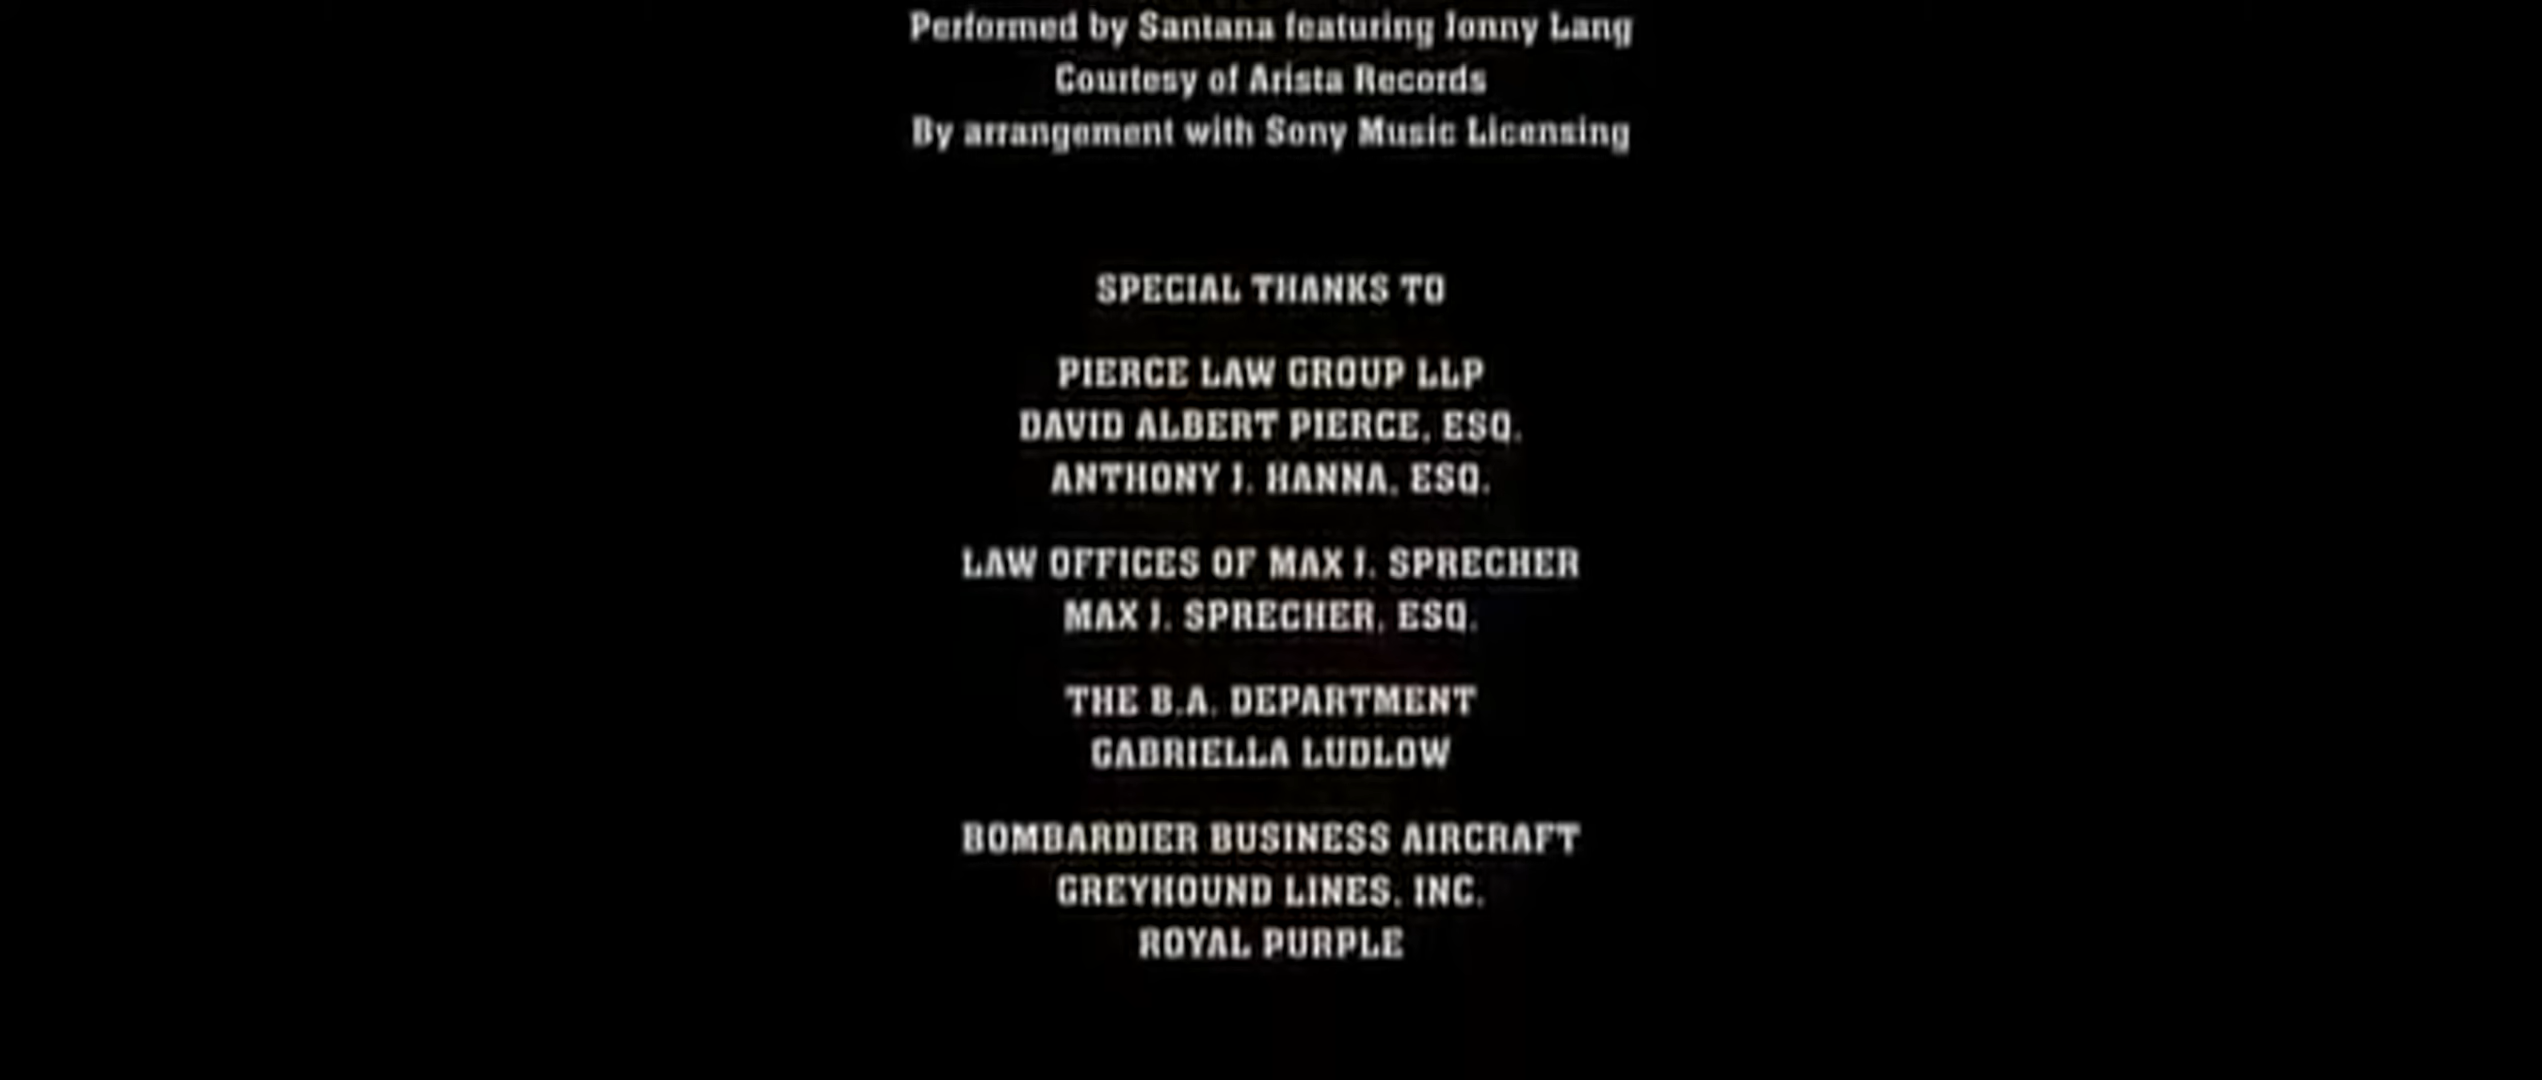 Performed by Santana featuring Jonny Lang
Courtesy of Arista Records
By arrangement with Sony Music Licensing
SPECIAL THANKS TO
PIERCE LAW GROUP LLP
DAVID ALBERT PIERCE, ESQ.
ANTHONY J. HANNA, ESQ.
LAW OFFICES OF MAX J. SPRECHER
MAX J. SPRECHER, ESQ.
THE B.A. DEPARTMENT
GABRIELLA LUDLOW
BOMBARDIER BUSINESS AIRCRAFT
GREYHOUND LINES, INC.
ROYAL PURPLE